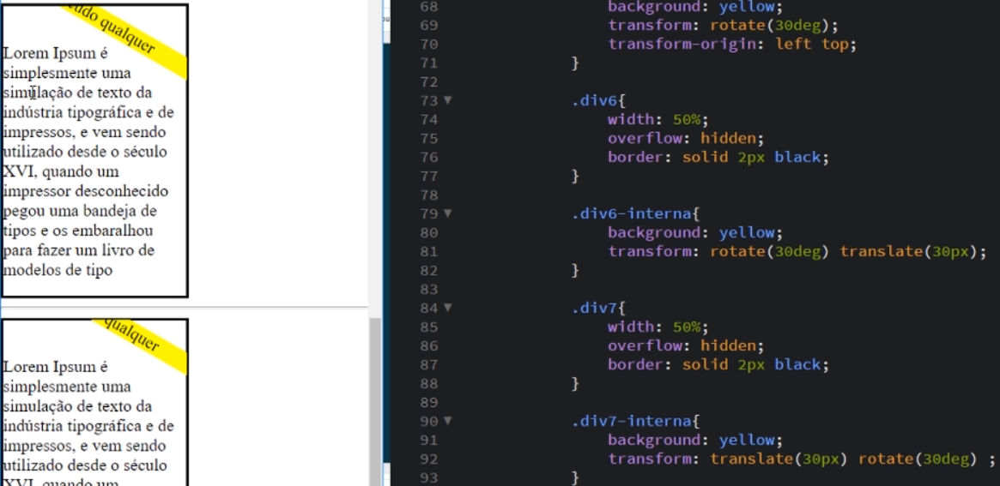 údo qualquer
Lorem Ipsum é
simplesmente uma
simulação de texto da
indústria tipográfica e de
impressos, e vem sendo
utilizado desde o século
XVI, quando um
impressor desconhecido
pegou uma bandeja de
tipos e os embaralhou
para fazer um livro de
modelos de tipo
qualquer
Lorem Ipsum é
simplesmente uma
simulação de texto da
indústria tipográfica e de
impressos, e vem sendo
utilizado desde o século
XVI, quando um
68 background: yellow;
69 transform: rotate(30deg);
70 transform-origin: left top;
71 }
72
73 .div6{
74 width: 50%;
75 overflow: hidden;
76 border: solid 2px black;
77 }
78
79 .div6-interna{
80 background: yellow;
81 transform: rotate(30deg) translate(30px);
82 }
83
84 .div7{
85 width: 50%;
86 overflow: hidden;
87 border: solid 2px black;
88 }
89
90 .div7-interna{
91 background: yellow;
92 transform: translate(30px) rotate(30deg) ;
93 }